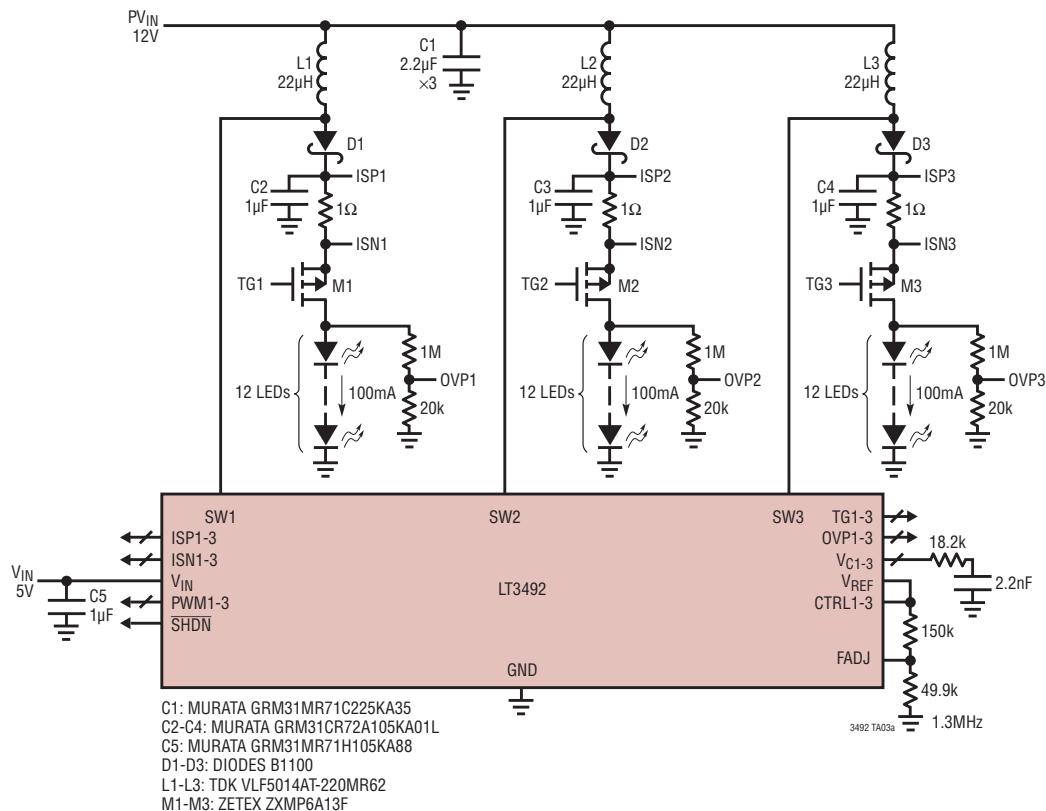 PVIN
12V
C1
2.2µF
×3
L1
22µH
L2
22µH
L3
22µH
D1
D2
D3
C2
1µF
ISP1
1Ω
ISN1
C3
1µF
ISP2
1Ω
ISN2
C4
1µF
ISP3
1Ω
ISN3
TG1
M1
TG2
M2
TG3
M3
12 LEDs
100mA
1M
OVP1
20k
12 LEDs
100mA
1M
OVP2
20k
12 LEDs
100mA
1M
OVP3
20k
SW1
SW2
SW3
ISP1-3
ISN1-3
VIN
5V
VIN
C5
1µF
PWM1-3
SHDN
LT3492
GND
TG1-3
OVP1-3
VC1-3
VREF
CTRL1-3
FADJ
18.2k
2.2nF
150k
49.9k
1.3MHz
3492 TA03a
C1: MURATA GRM31MR71C225KA35
C2-C4: MURATA GRM31CR72A105KA01L
C5: MURATA GRM31MR71H105KA88
D1-D3: DIODES B1100
L1-L3: TDK VLF5014AT-220MR62
M1-M3: ZETEX ZXMP6A13F